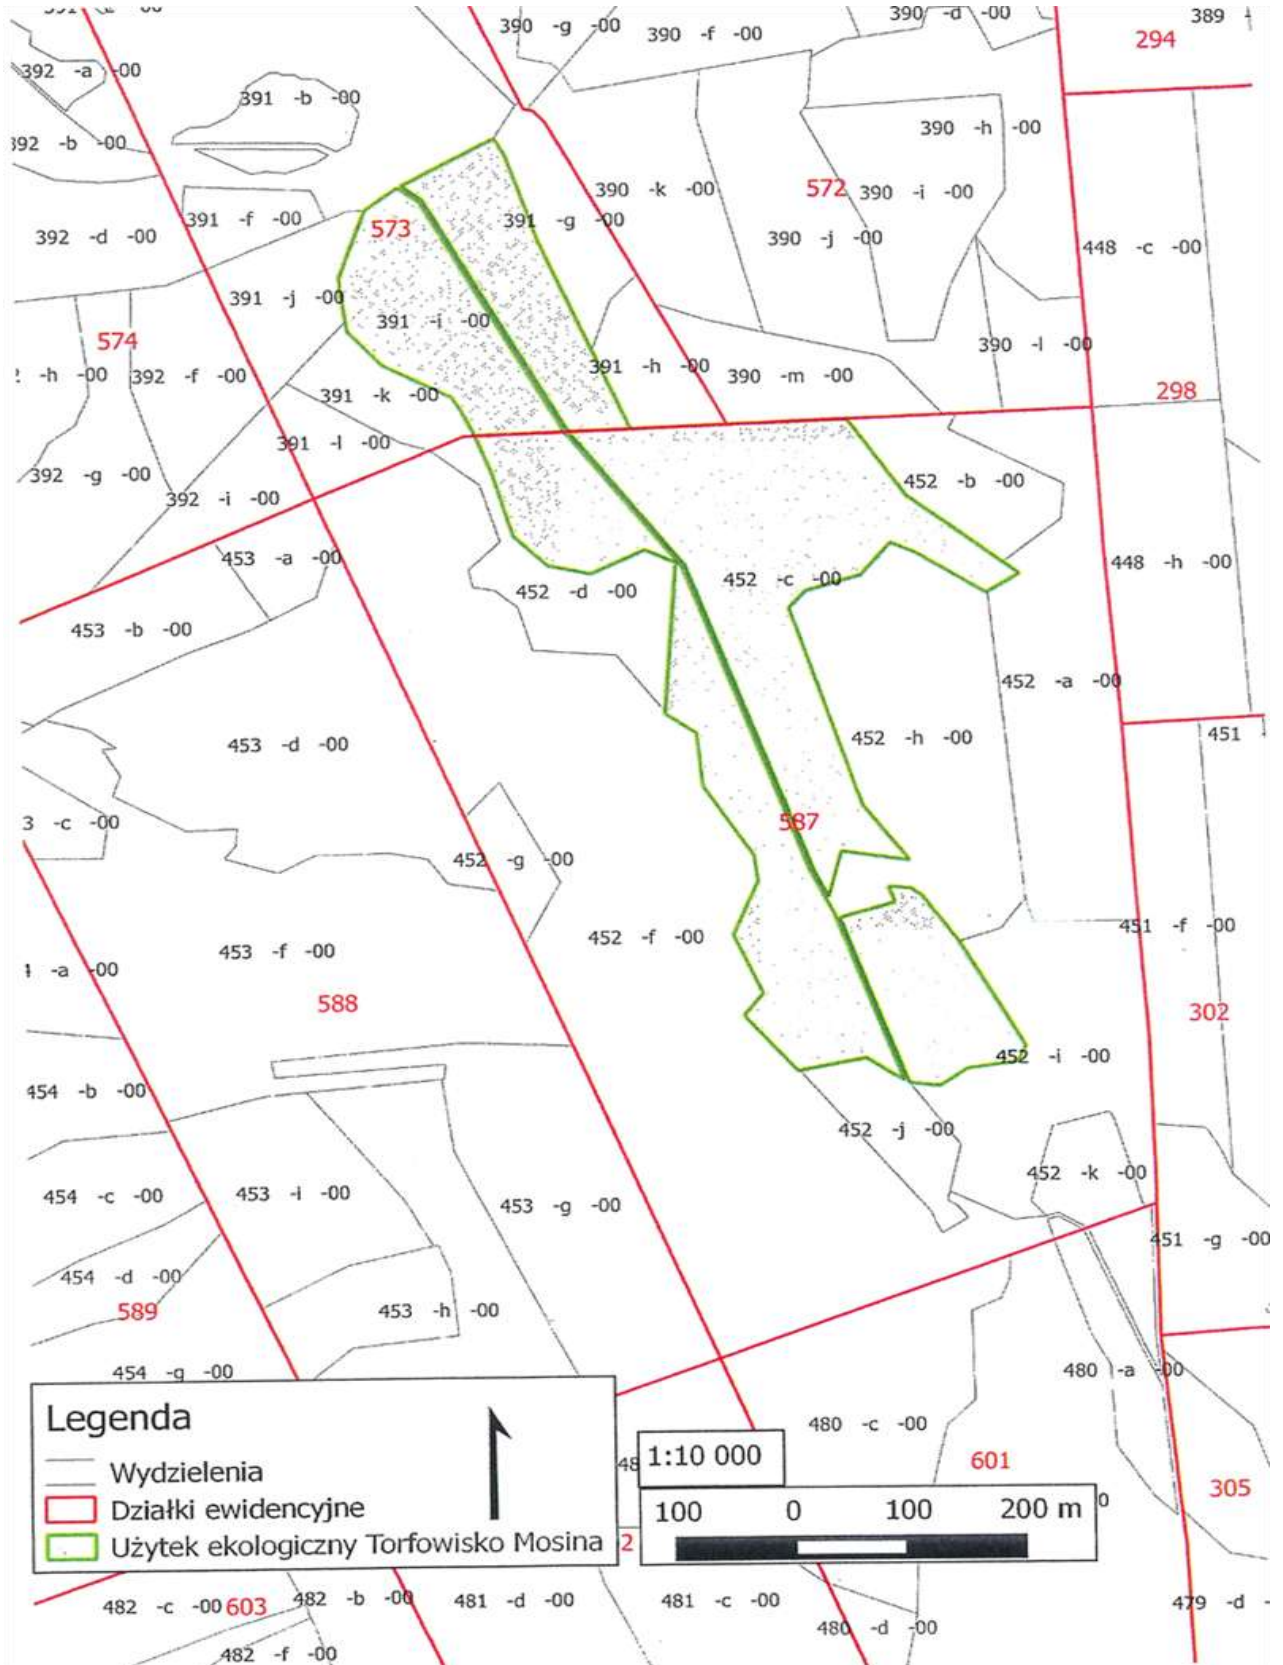 390 -g -00
390 -f -00
390 -d -00
389
294
392 -a -00
391 -b -00
392 -b -00
390 -h -00
390 -k -00
572
390 -i -00
391 -f -00
391 -g -00
573
392 -d -00
390 -j -00
448 -c -00
391 -j -00
391 -i -00
574
390 -l -00
-h -00
392 -f -00
391 -h -00
390 -m -00
298
391 -k -00
391 -l -00
392 -g -00
392 -i -00
452 -b -00
453 -a -00
448 -h -00
452 -d -00
452 -c -00
453 -b -00
452 -a -00
453 -d -00
452 -h -00
451
3 -c -00
587
452 -g -00
451 -f -00
453 -f -00
452 -f -00
-a -00
588
302
452 -i -00
454 -b -00
452 -j -00
452 -k -00
454 -c -00
453 -i -00
453 -g -00
451 -g -00
454 -d -00
589
453 -h -00
454 -g -00
480 -a -00
Legenda
Wydzielenia
Działki ewidencyjne
Użytek ekologiczny Torfowisko Mosina
480 -c -00
48
1:10 000
601
305
100 0 100 200 m
0
2
482 -c -00
603
482 -b -00
481 -d -00
481 -c -00
479 -d -
480 -d -00
482 -f -00